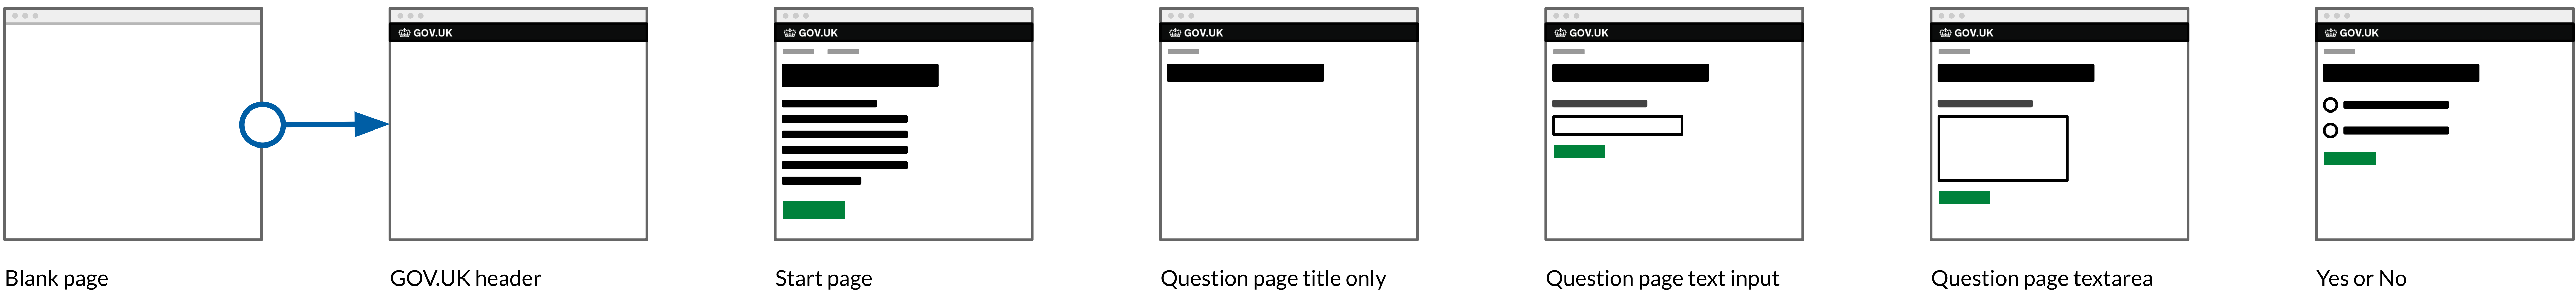 GOV.UK
GOV.UK
GOV.UK
GOV.UK
GOV.UK
GOV.UK
Blank page
GOV.UK header
Start page
Question page title only
Question page text input
Question page textarea
Yes or No